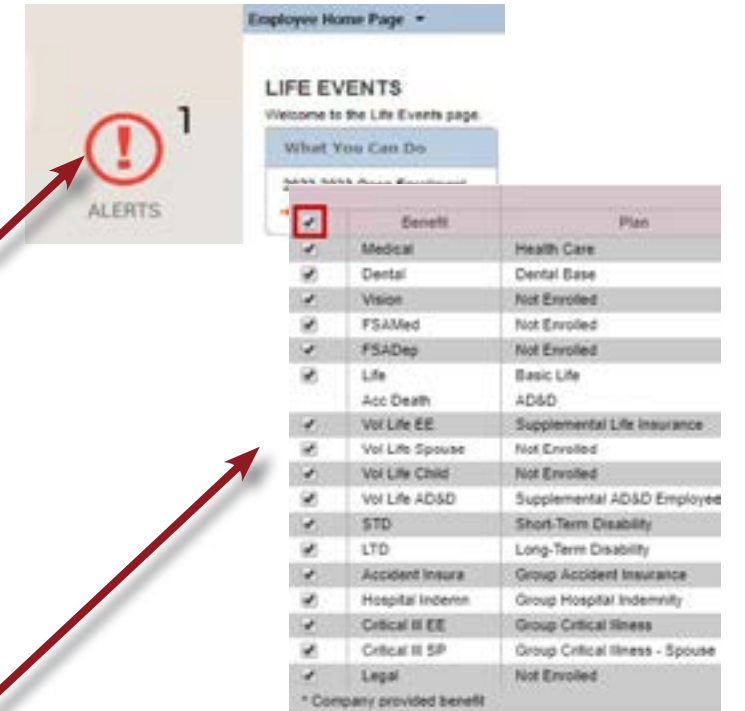 Employee Home Page
1
ALERTS
LIFE EVENTS
Welcome to the Life Events page.
What You Can Do
2022-2023 Open Enrollment
Benefit Plan
Medical Health Care
Dental Dental Base
Vision Not Enrolled
FSAMed Not Enrolled
FSADep Not Enrolled
Life Basic Life
Acc Death AD&D
Vol Life EE Supplemental Life Insurance
Vol Life Spouse Not Enrolled
Vol Life Child Not Enrolled
Vol Life AD&D Supplemental AD&D Employee
STD Short-Term Disability
LTD Long-Term Disability
Accident Insura Group Accident Insurance
Hospital Indemn Group Hospital Indemnity
Critical Ill EE Group Critical Illness
Critical Ill SP Group Critical Illness - Spouse
Legal Not Enrolled
* Company provided benefit